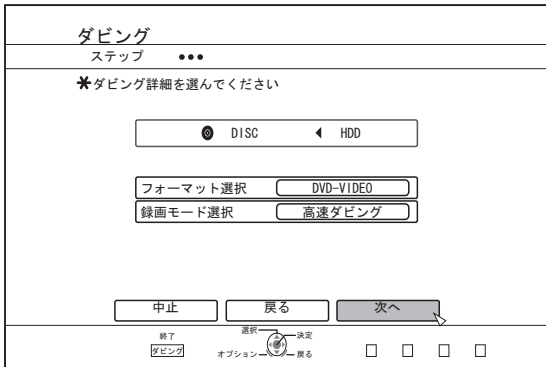 ダビング
ステップ
ダビング詳細を選んでください
DISC HDD
フォーマット選択 DVD-VIDEO
録画モード選択 高速ダビング
中止 戻る 次へ
終了 選択 決定
ダビング オプション 戻る